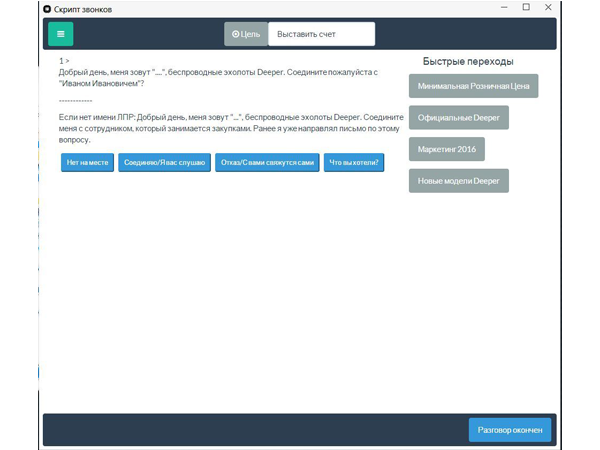 Скрипт звонков
Цель
Выставить счет
1 >
Добрый день, меня зовут "....", беспроводные эхолоты Deeper. Соедините пожалуйста с
"Иваном Ивановичем"?
------------
Если нет имени ЛПР: Добрый день, меня зовут "...", беспроводные эхолоты Deeper. Соедините
меня с сотрудником, который занимается закупками. Ранее я уже направлял письмо по этому
вопросу.
Нет на месте
Соединяю/Я вас слушаю
Отказ/С вами свяжутся сами
Что вы хотели?
Быстрые переходы
Минимальная Розничная Цена
Официальные Deeper
Маркетинг 2016
Новые модели Deeper
Разговор окончен